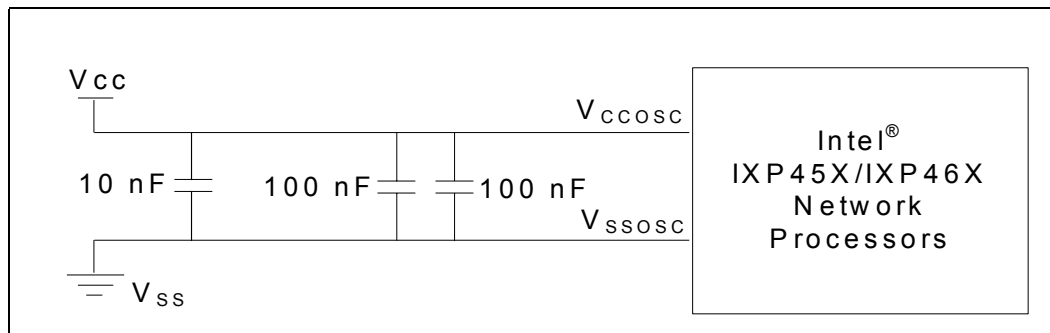 Vcc
VCCOSC
10 nF
100 nF
100 nF
VSSOSC
VSS
Intel®
IXP45X/IXP46X
Network
Processors